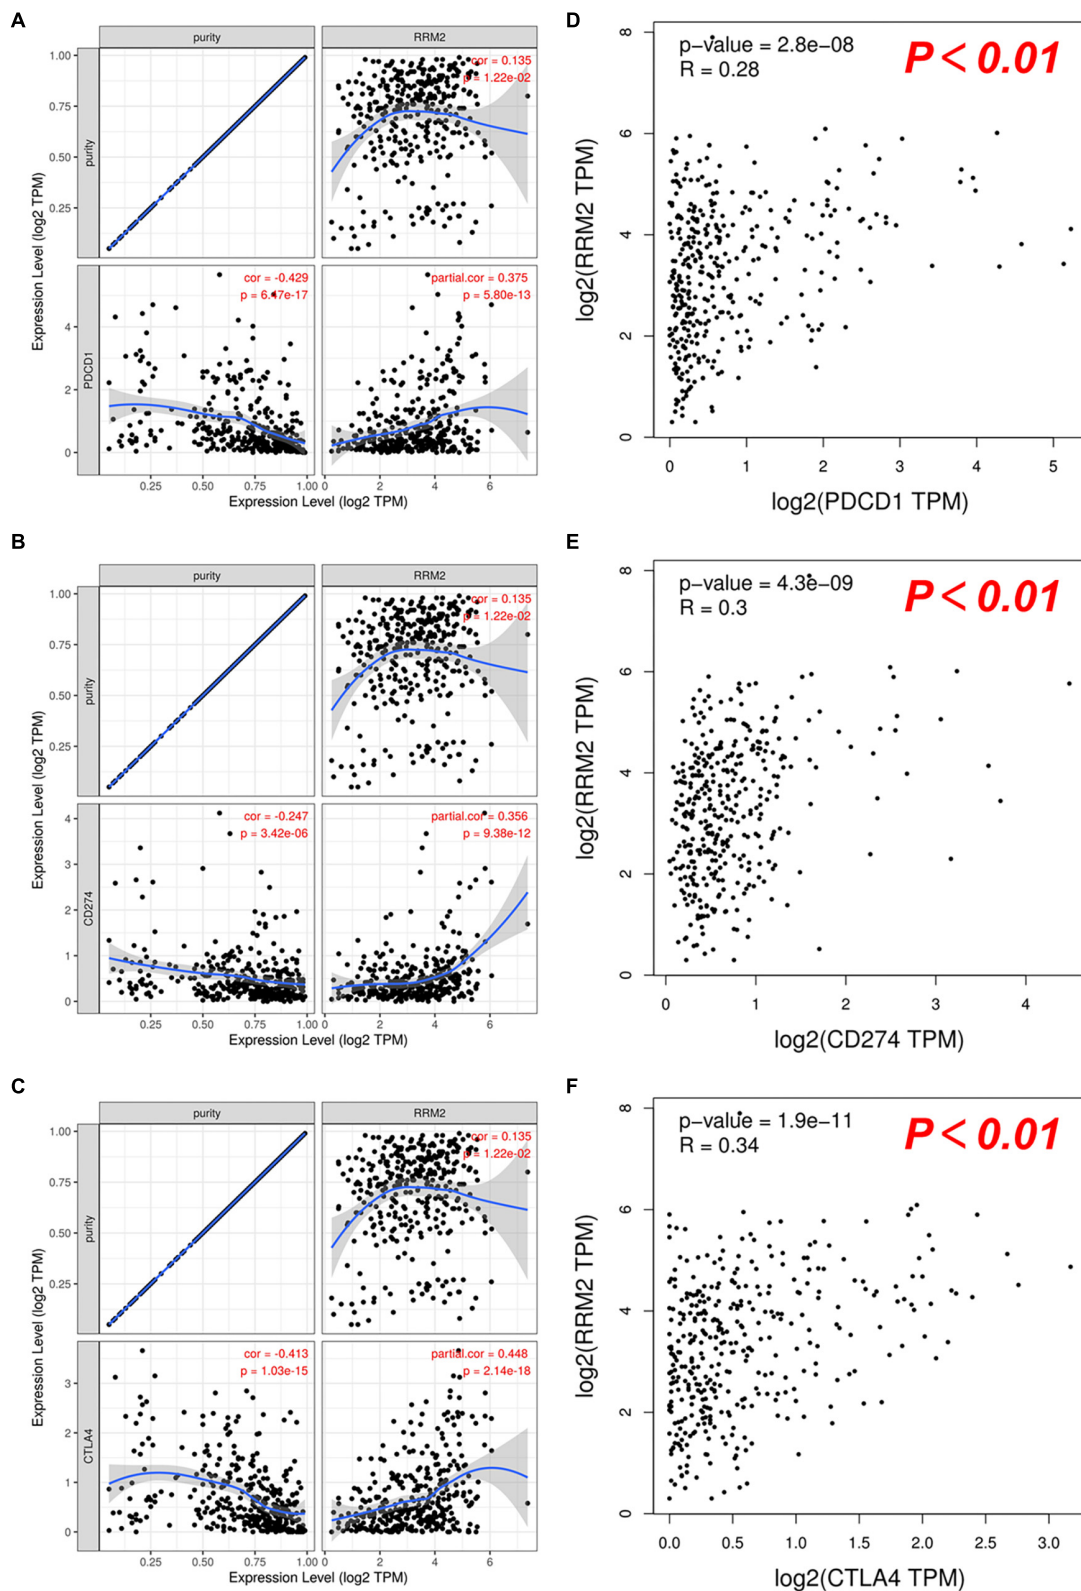 A
purity
RRM2
cor = 0.135
p = 1.22e-02
1.00
0.75
0.50
0.25
purity
Expression Level (log2 TPM)
cor = -0.429
p = 6.47e-17
partial.cor = 0.375
p = 5.80e-13
4
2
0
PDCD1
0.25 0.50 0.75 1.00 0 2 4 6
Expression Level (log2 TPM)
D
p-value = 2.8e-08
R = 0.28
P < 0.01
8
6
4
2
0
log2(RRM2 TPM)
0 1 2 3 4 5
log2(PDCD1 TPM)
B
purity
RRM2
cor = 0.135
p = 1.22e-02
1.00
0.75
0.50
0.25
purity
Expression Level (log2 TPM)
cor = -0.247
p = 3.42e-06
partial.cor = 0.356
p = 9.38e-12
4
3
2
1
0
CD274
0.25 0.50 0.75 1.00 0 2 4 6
Expression Level (log2 TPM)
E
p-value = 4.3e-09
R = 0.3
P < 0.01
8
6
4
2
0
log2(RRM2 TPM)
0 1 2 3 4
log2(CD274 TPM)
C
purity
RRM2
cor = 0.135
p = 1.22e-02
1.00
0.75
0.50
0.25
purity
Expression Level (log2 TPM)
cor = -0.413
p = 1.03e-15
partial.cor = 0.448
p = 2.14e-18
3
2
1
0
CTLA4
0.25 0.50 0.75 1.00 0 2 4 6
Expression Level (log2 TPM)
F
p-value = 1.9e-11
R = 0.34
P < 0.01
8
6
4
2
0
log2(RRM2 TPM)
0.0 0.5 1.0 1.5 2.0 2.5 3.0
log2(CTLA4 TPM)